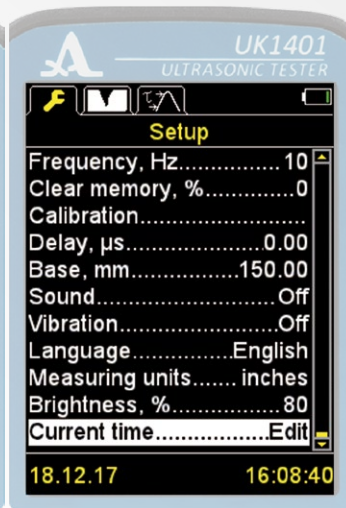 UK1401
ULTRASONIC TESTER
Setup
Frequency, Hz................. 10
Clear memory, %..............0
Calibration............................
Delay, µs.......................0.00
Base, mm.................150.00
Sound..............................Off
Vibration...........................Off
Language.................English
Measuring units....... inches
Brightness, %.................. 80
Current time...................Edit
18.12.17 16:08:40